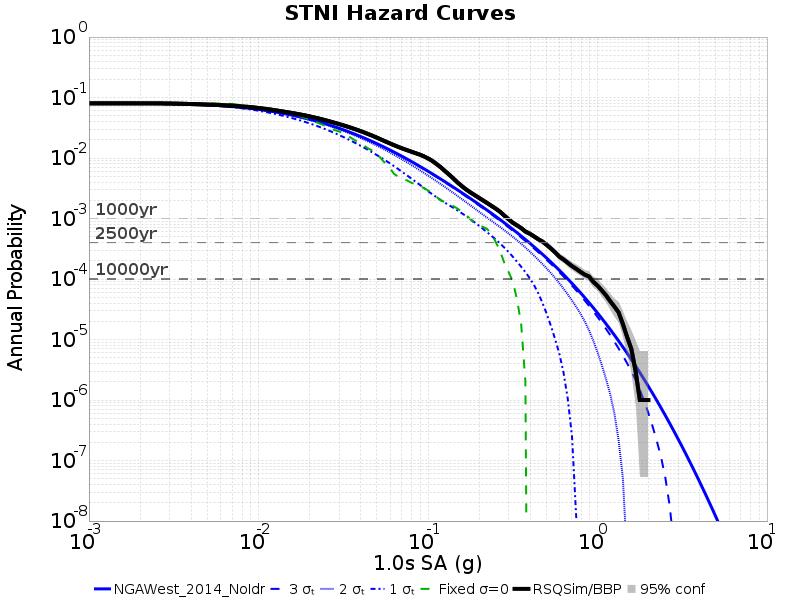 STNI Hazard Curves
10^0
10^-1
10^-2
10^-3
10^-4
10^-5
10^-6
10^-7
10^-8
Annual Probability
1000yr
2500yr
10000yr
10^-3 10^-2 10^-1 10^0 10^1
1.0s SA (g)
NGAWest_2014_NoIdr 3 σₜ 2 σₜ 1 σₜ Fixed σ=0 RSQSim/BBP 95% conf